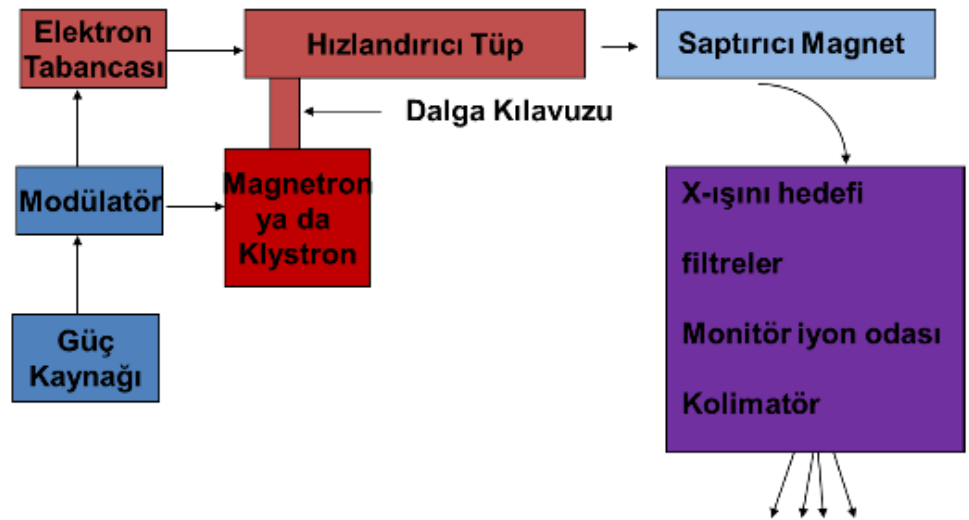 Elektron
Tabancası
Hızlandırıcı Tüp
Saptırıcı Magnet
Dalga Kılavuzu
Modülatör
Magnetron
ya da
Klystron
X-ışını hedefi
filtreler
Monitör iyon odası
Kolimatör
Güç
Kaynağı